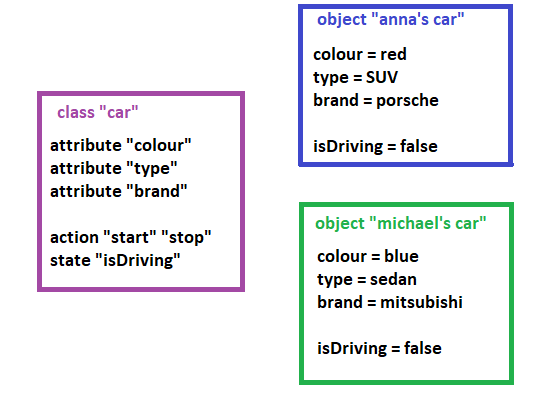 class "car"
attribute "colour"
attribute "type"
attribute "brand"
action "start" "stop"
state "isDriving"
object "anna's car"
colour = red
type = SUV
brand = porsche
isDriving = false
object "michael's car"
colour = blue
type = sedan
brand = mitsubishi
isDriving = false